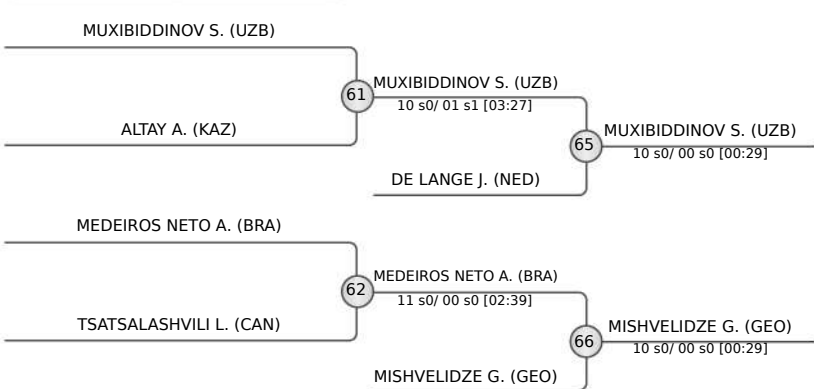 MUXIBIDDINOV S. (UZB)
61
MUXIBIDDINOV S. (UZB)
10 s0/ 01 s1 [03:27]
ALTAY A. (KAZ)
65
MUXIBIDDINOV S. (UZB)
10 s0/ 00 s0 [00:29]
DE LANGE J. (NED)
MEDEIROS NETO A. (BRA)
62
MEDEIROS NETO A. (BRA)
11 s0/ 00 s0 [02:39]
TSATSALASHVILI L. (CAN)
66
MISHVELIDZE G. (GEO)
10 s0/ 00 s0 [00:29]
MISHVELIDZE G. (GEO)